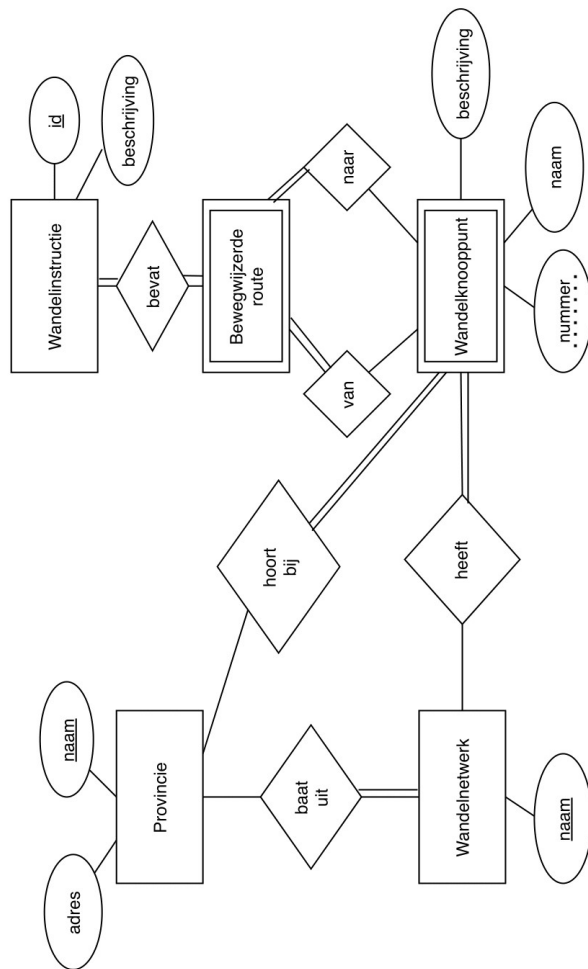 adres
naam
Wandelinstructie
id
beschrijving
Provincie
bevat
Bewegwijzerde
route
hoort
bij
baat
uit
van
naar
Wandelnetwerk
heeft
Wandelknooppunt
beschrijving
naam
nummer
naam